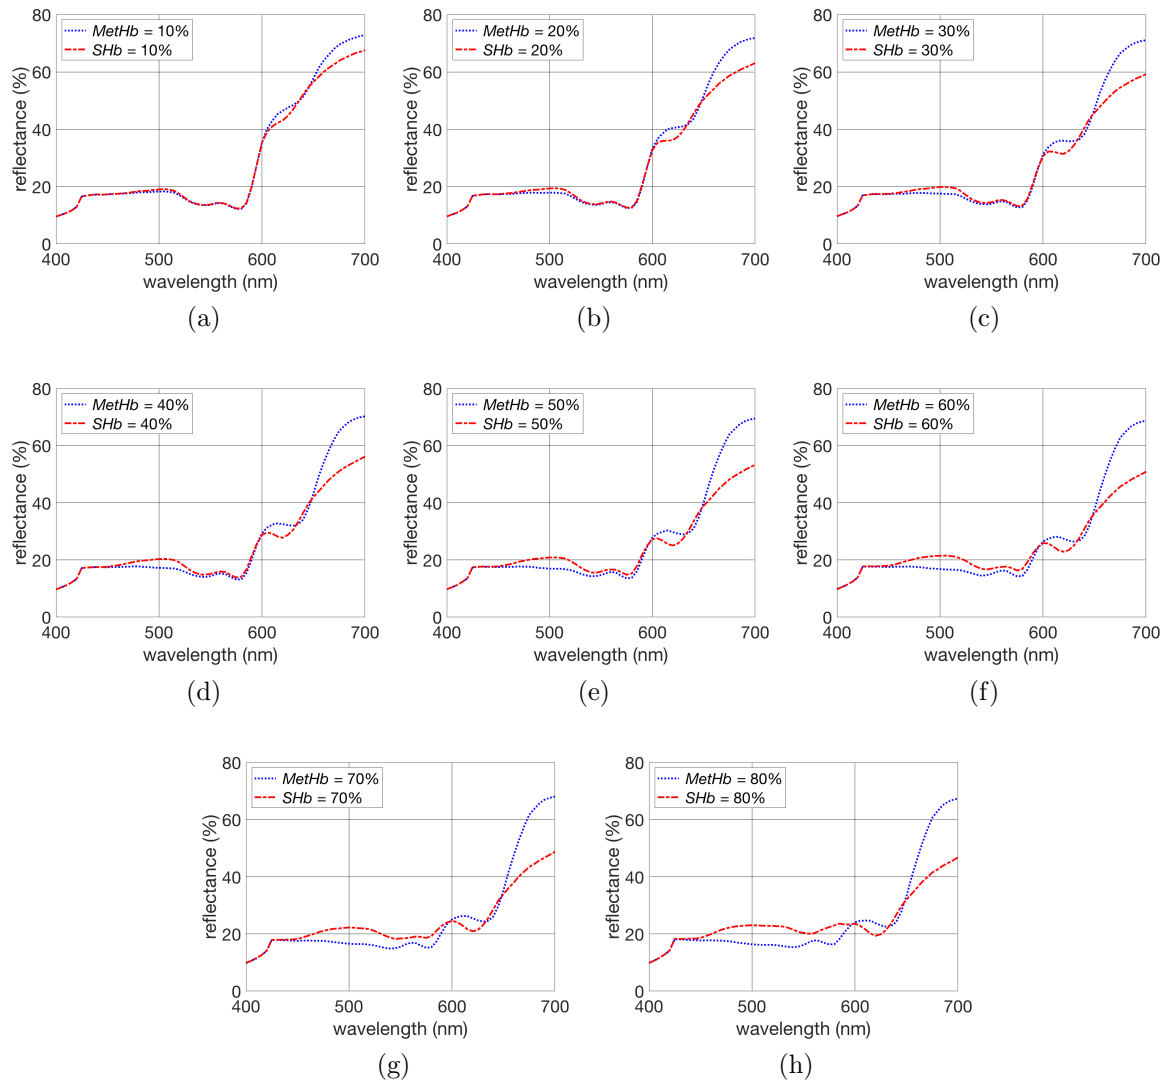 80
60
40
20
0
400
500
600
700
reflectance (%)
wavelength (nm)
MetHb = 10%
SHb = 10%
(a)
80
60
40
20
0
400
500
600
700
reflectance (%)
wavelength (nm)
MetHb = 20%
SHb = 20%
(b)
80
60
40
20
0
400
500
600
700
reflectance (%)
wavelength (nm)
MetHb = 30%
SHb = 30%
(c)
80
60
40
20
0
400
500
600
700
reflectance (%)
wavelength (nm)
MetHb = 40%
SHb = 40%
(d)
80
60
40
20
0
400
500
600
700
reflectance (%)
wavelength (nm)
MetHb = 50%
SHb = 50%
(e)
80
60
40
20
0
400
500
600
700
reflectance (%)
wavelength (nm)
MetHb = 60%
SHb = 60%
(f)
80
60
40
20
0
400
500
600
700
reflectance (%)
wavelength (nm)
MetHb = 70%
SHb = 70%
(g)
80
60
40
20
0
400
500
600
700
reflectance (%)
wavelength (nm)
MetHb = 80%
SHb = 80%
(h)